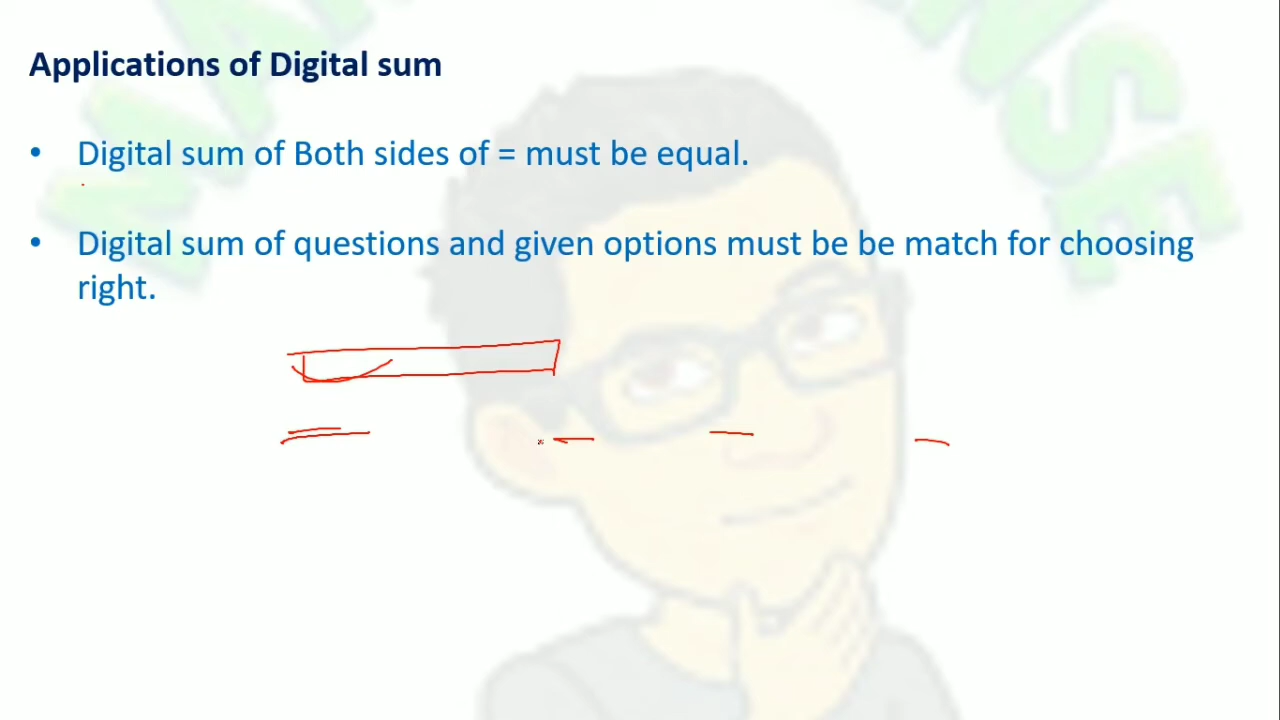 Applications of Digital sum
• Digital sum of Both sides of = must be equal.
• Digital sum of questions and given options must be be match for choosing
right.